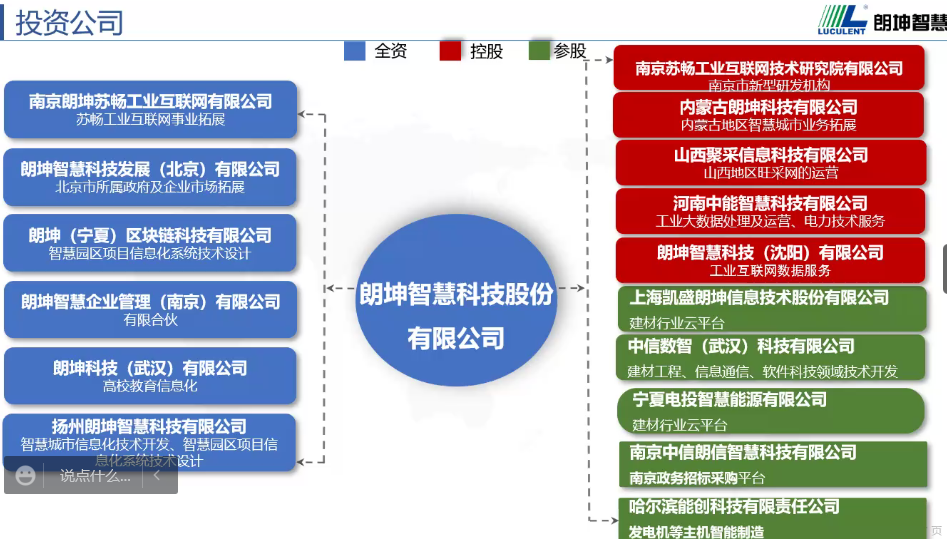 投资公司
LUCULENT
朗坤智慧
全资
控股
参股
南京朗坤苏畅工业互联网有限公司
苏畅工业互联网事业拓展
朗坤智慧科技发展（北京）有限公司
北京市所属政府及企业市场拓展
朗坤（宁夏）区块链科技有限公司
智慧园区项目信息化系统技术设计
朗坤智慧企业管理（南京）有限公司
有限合伙
朗坤科技（武汉）有限公司
高校教育信息化
扬州朗坤智慧科技有限公司
智慧城市信息化技术开发、智慧园区项目信
息化系统技术设计
说点什么...
朗坤智慧科技股份
有限公司
南京苏畅工业互联网技术研究院有限公司
南京市新型研发机构
内蒙古朗坤科技有限公司
内蒙古地区智慧城市业务拓展
山西聚采信息科技有限公司
山西地区旺采网的运营
河南中能智慧科技有限公司
工业大数据处理及运营、电力技术服务
朗坤智慧科技（沈阳）有限公司
工业互联网数据服务
上海凯盛朗坤信息技术股份有限公司
建材行业云平台
中信数智（武汉）科技有限公司
建材工程、信息通信、软件科技领域技术开发
宁夏电投智慧能源有限公司
建材行业云平台
南京中信朗信智慧科技有限公司
南京政务招标采购平台
哈尔滨能创科技有限责任公司
发电机等主机智能制造
页